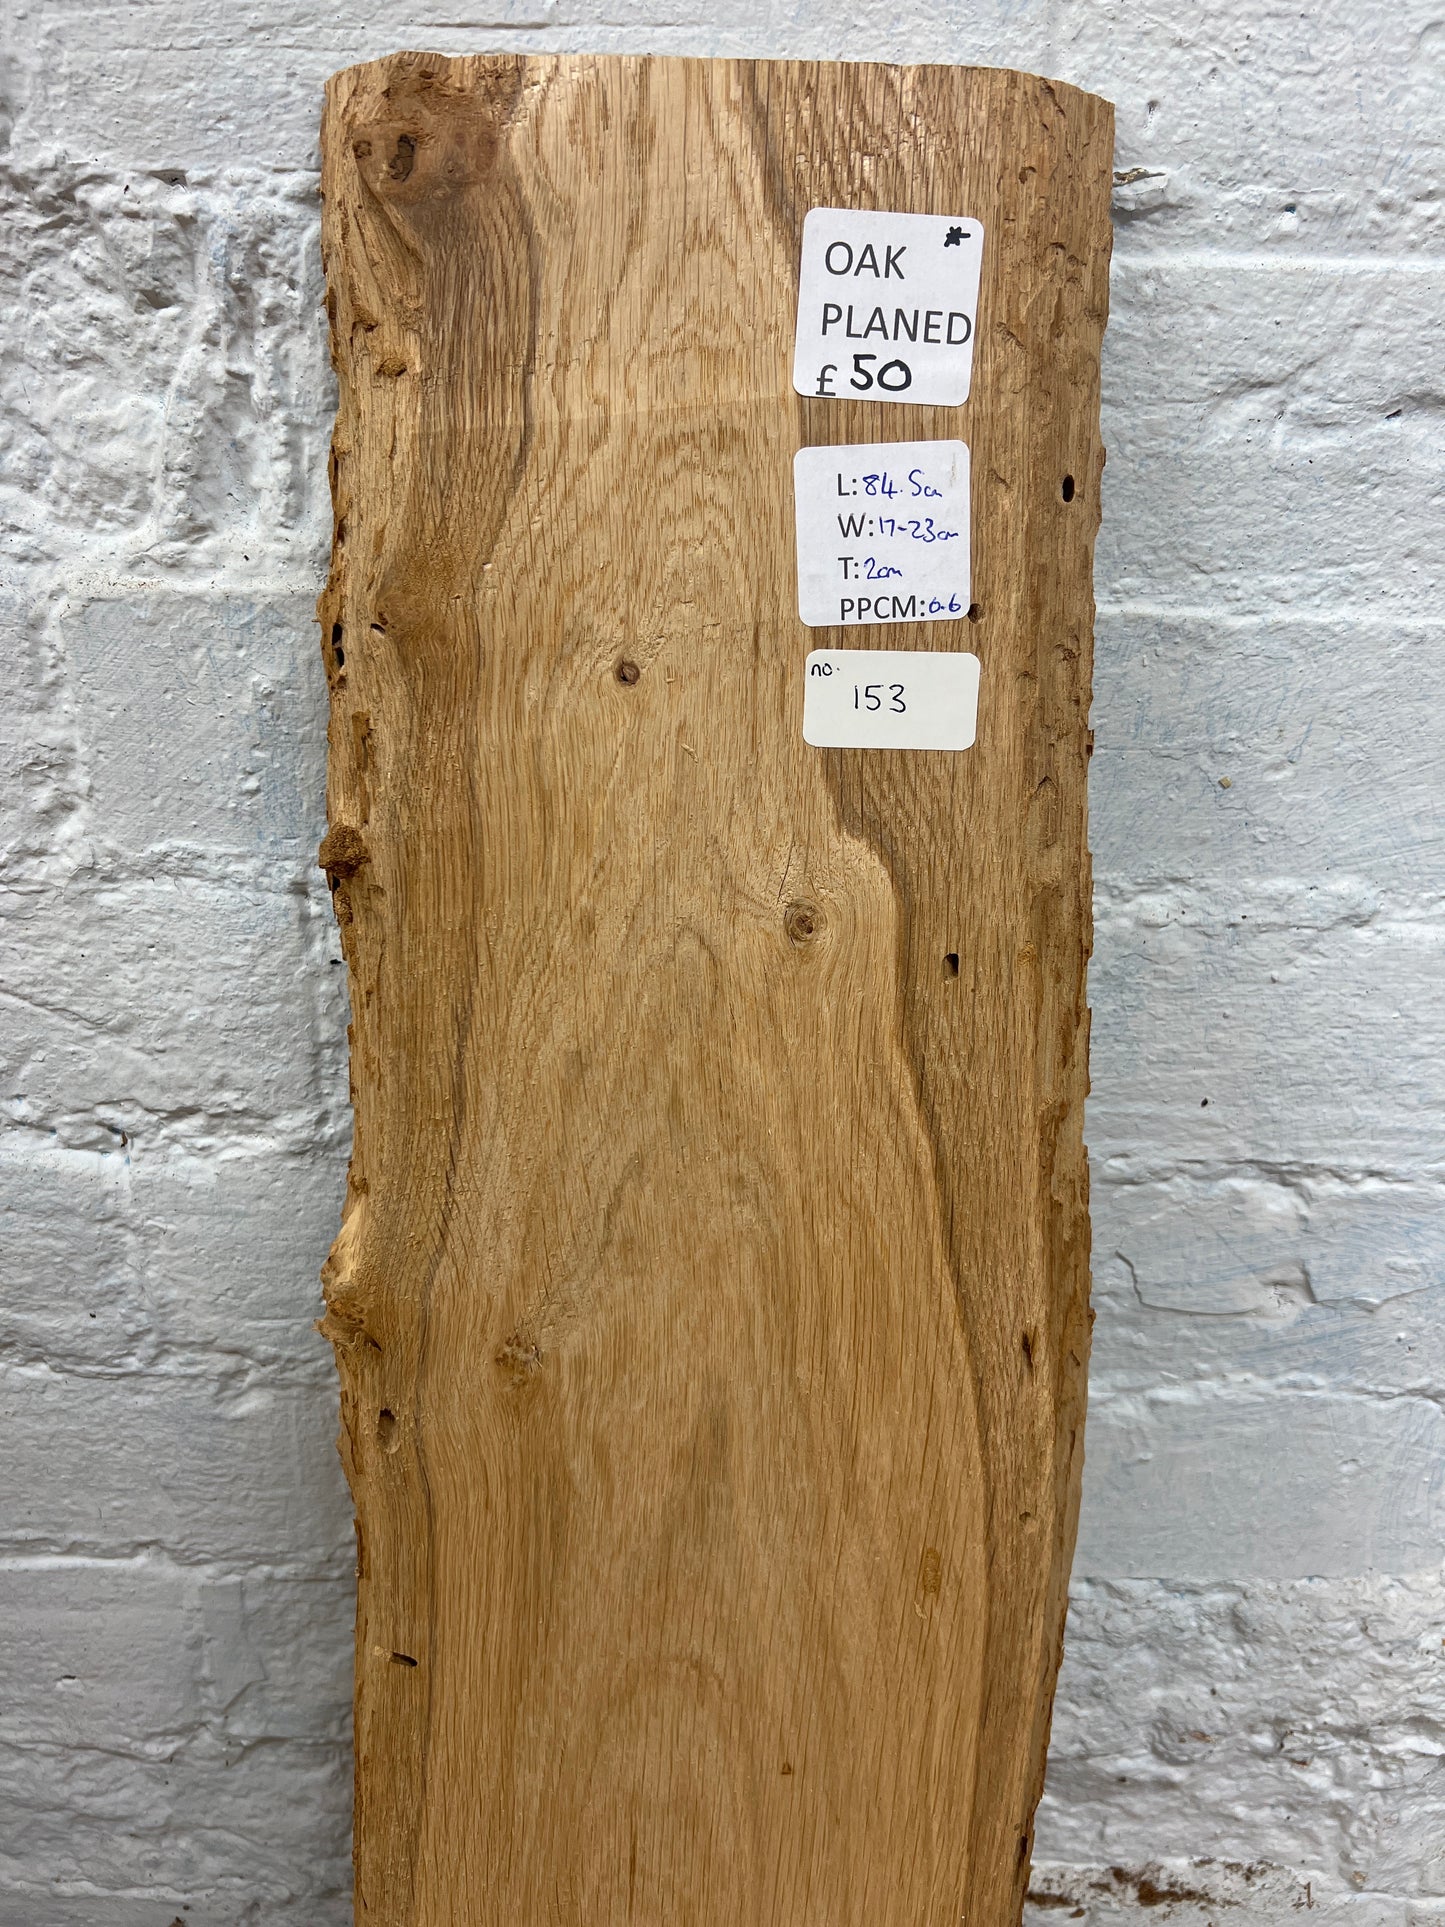 OAK
PLANED
£ 50
L: 84.5cm
W: 17-23cm
T: 2cm
PPCM: 0.6
no.
153